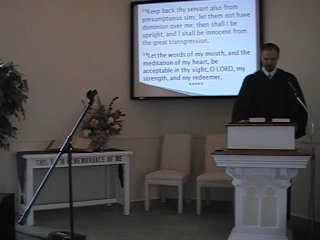 13Keep back thy servant also from
presumptuous sins; let them not have
dominion over me: then shall I be
upright, and I shall be innocent from
the great transgression.
14Let the words of my mouth, and the
meditation of my heart, be
acceptable in thy sight, O LORD, my
strength, and my redeemer.
*****
THIS DO IN REMEMBRANCE OF ME